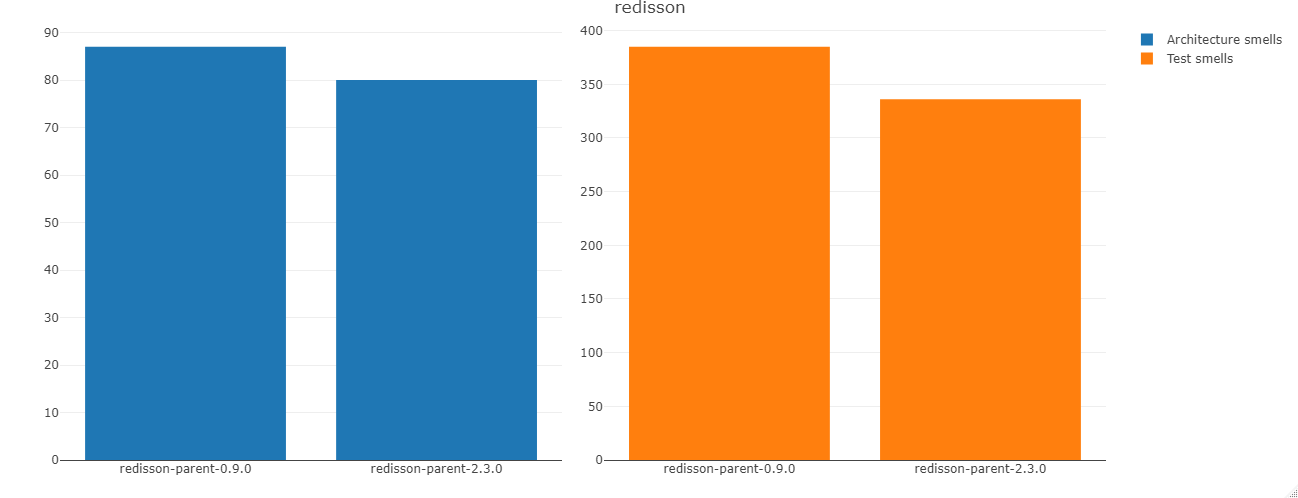 redisson
90
80
70
60
50
40
30
20
10
0
redisson-parent-0.9.0
redisson-parent-2.3.0
400
350
300
250
200
150
100
50
0
redisson-parent-0.9.0
redisson-parent-2.3.0
Architecture smells
Test smells